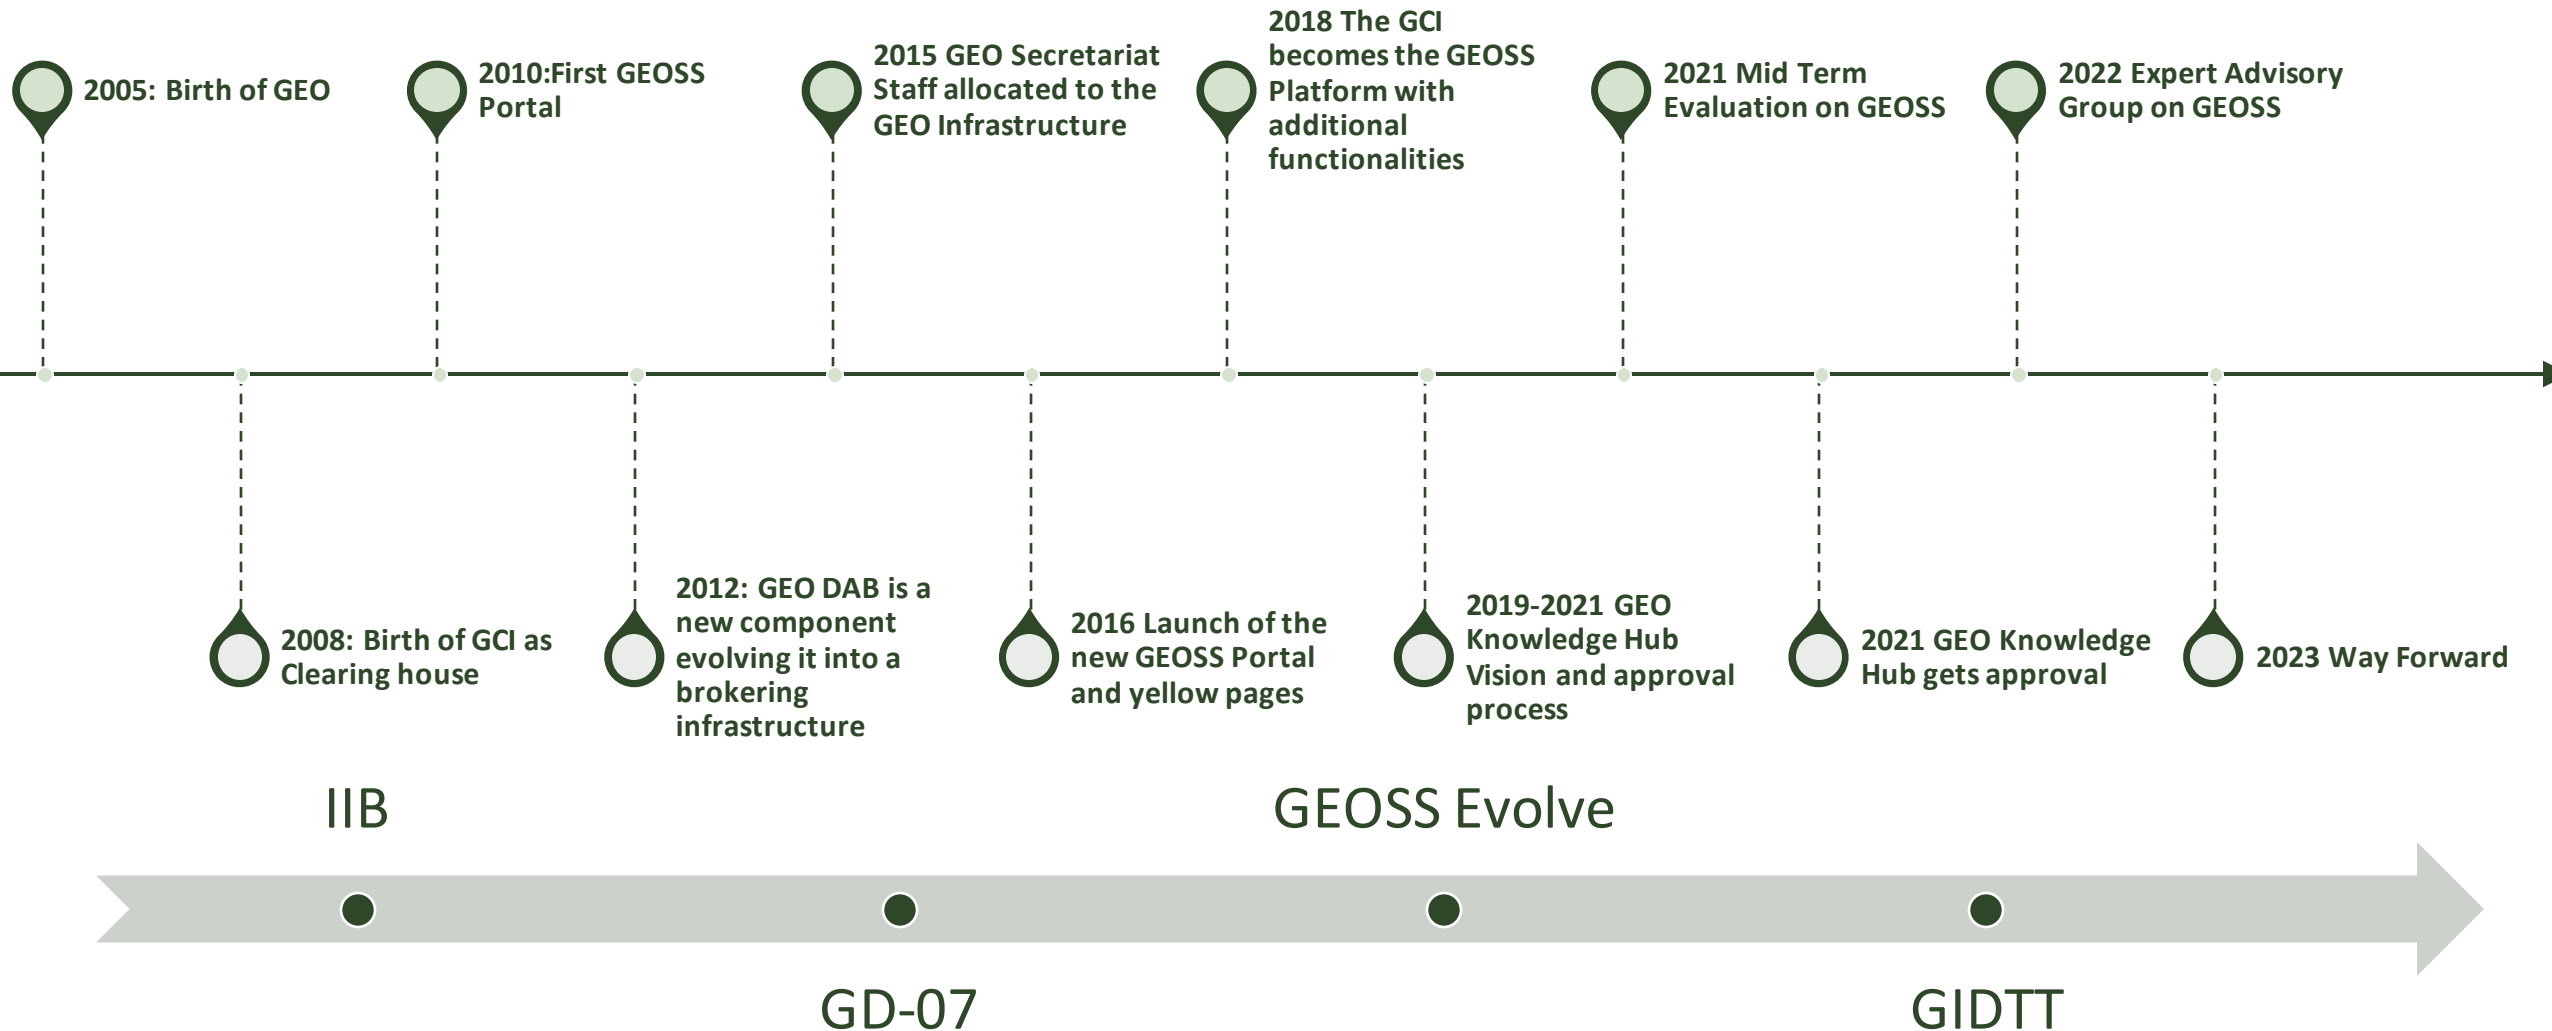 2005: Birth of GEO
2010:First GEOSS
Portal
2015 GEO Secretariat
Staff allocated to the
GEO Infrastructure
2018 The GCI
becomes the GEOSS
Platform with
additional
functionalities
2021 Mid Term
Evaluation on GEOSS
2022 Expert Advisory
Group on GEOSS
2008: Birth of GCI as
Clearing house
2012: GEO DAB is a
new component
evolving it into a
brokering
infrastructure
2016 Launch of the
new GEOSS Portal
and yellow pages
2019-2021 GEO
Knowledge Hub
Vision and approval
process
2021 GEO Knowledge
Hub gets approval
2023 Way Forward
IIB
GEOSS Evolve
GD-07
GIDTT